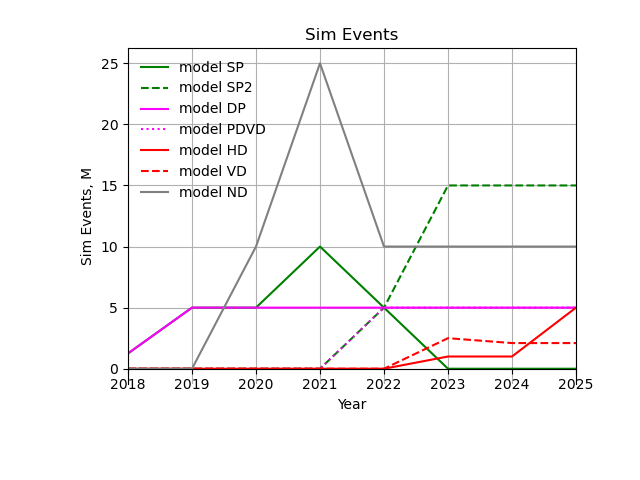 Sim Events
25
20
15
10
5
0
Sim Events, M
model SP
model SP2
model DP
model PDVD
model HD
model VD
model ND
2018 2019 2020 2021 2022 2023 2024 2025
Year